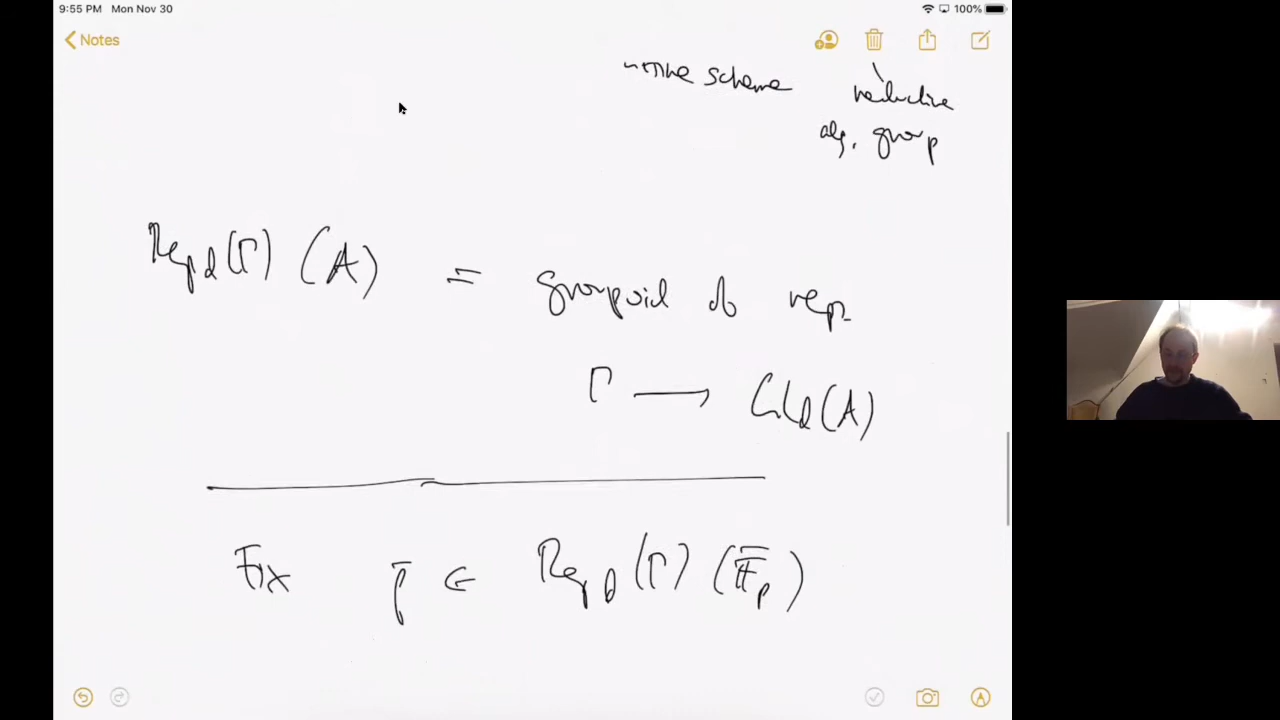 9:55 PM Mon Nov 30
100%
Notes
scheme
reductive
alg. group
Rep_d(Γ) (A) = groupoid of rep.
Γ → GL_d(A)
Fix ρ̄ ∈ Rep_d(Γ) (F̄_p)